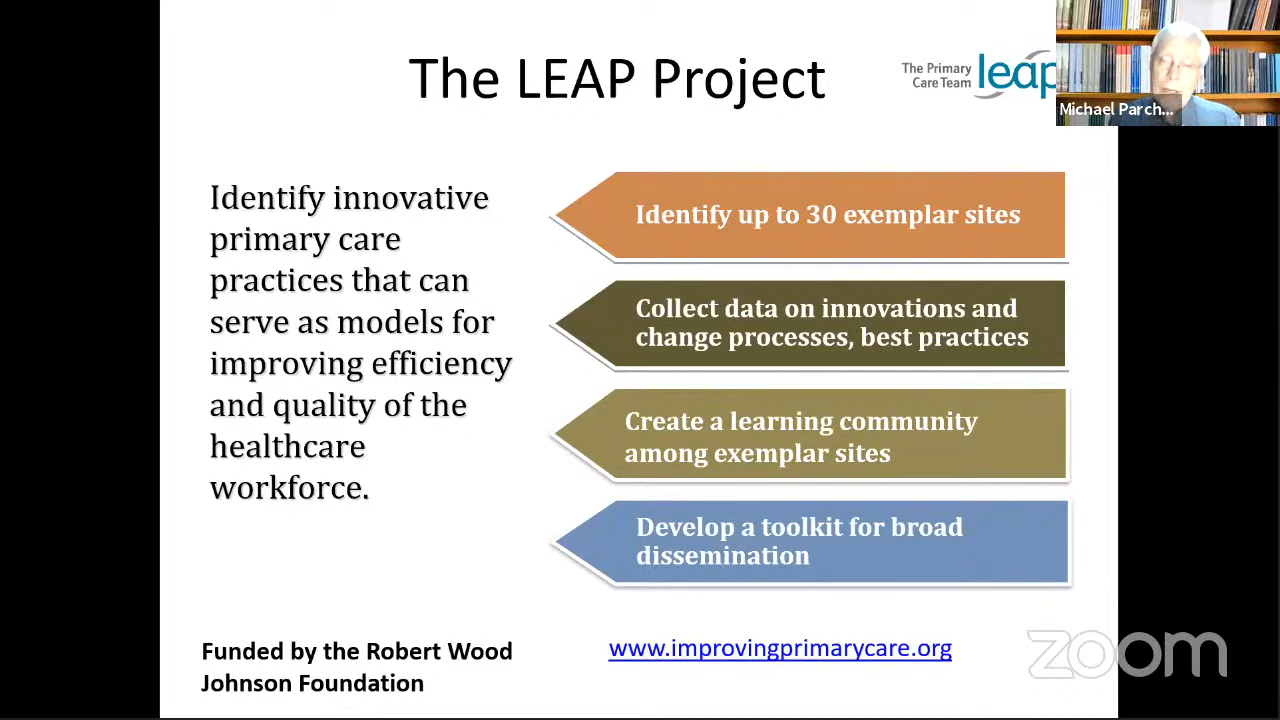 The LEAP Project
The Primary
Care Team
leap
Michael Parch...
Identify innovative
primary care
practices that can
serve as models for
improving efficiency
and quality of the
healthcare
workforce.
Identify up to 30 exemplar sites
Collect data on innovations and
change processes, best practices
Create a learning community
among exemplar sites
Develop a toolkit for broad
dissemination
Funded by the Robert Wood
Johnson Foundation
www.improvingprimarycare.org
zoom